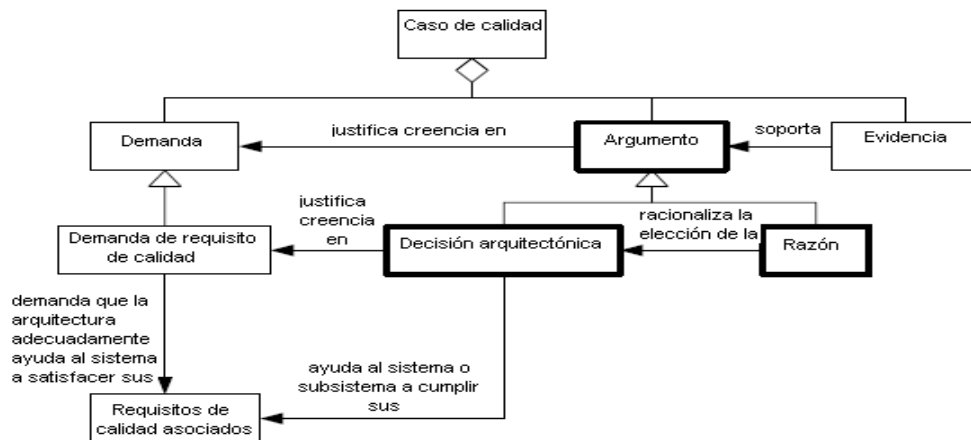 Caso de calidad
justifica creencia en
soporta
Demanda
Argumento
Evidencia
justifica
creencia
en
racionaliza la
elección de la
Demanda de requisito
de calidad
Decisión arquitectónica
Razón
demanda que la
arquitectura
adecuadamente
ayuda al sistema
a satisfacer sus
ayuda al sistema o
subsistema a cumplir
sus
Requisitos de
calidad asociados